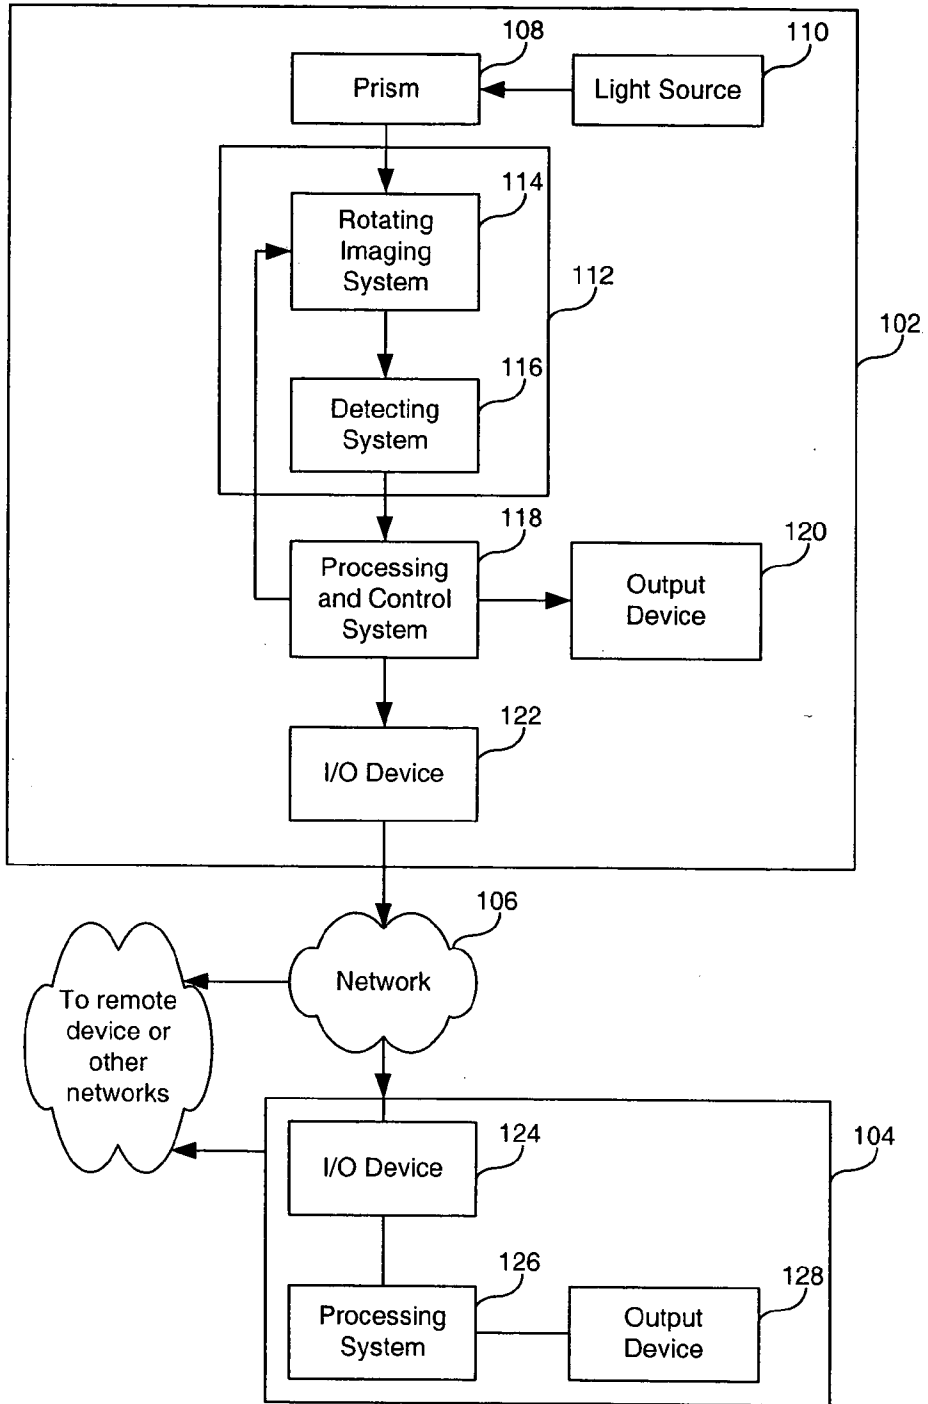 108
110
Prism
Light Source
114
Rotating
Imaging
System
112
102
116
Detecting
System
118
120
Processing
and Control
System
Output
Device
122
I/O Device
106
Network
To remote
device or
other
networks
124
104
I/O Device
126
128
Processing
System
Output
Device